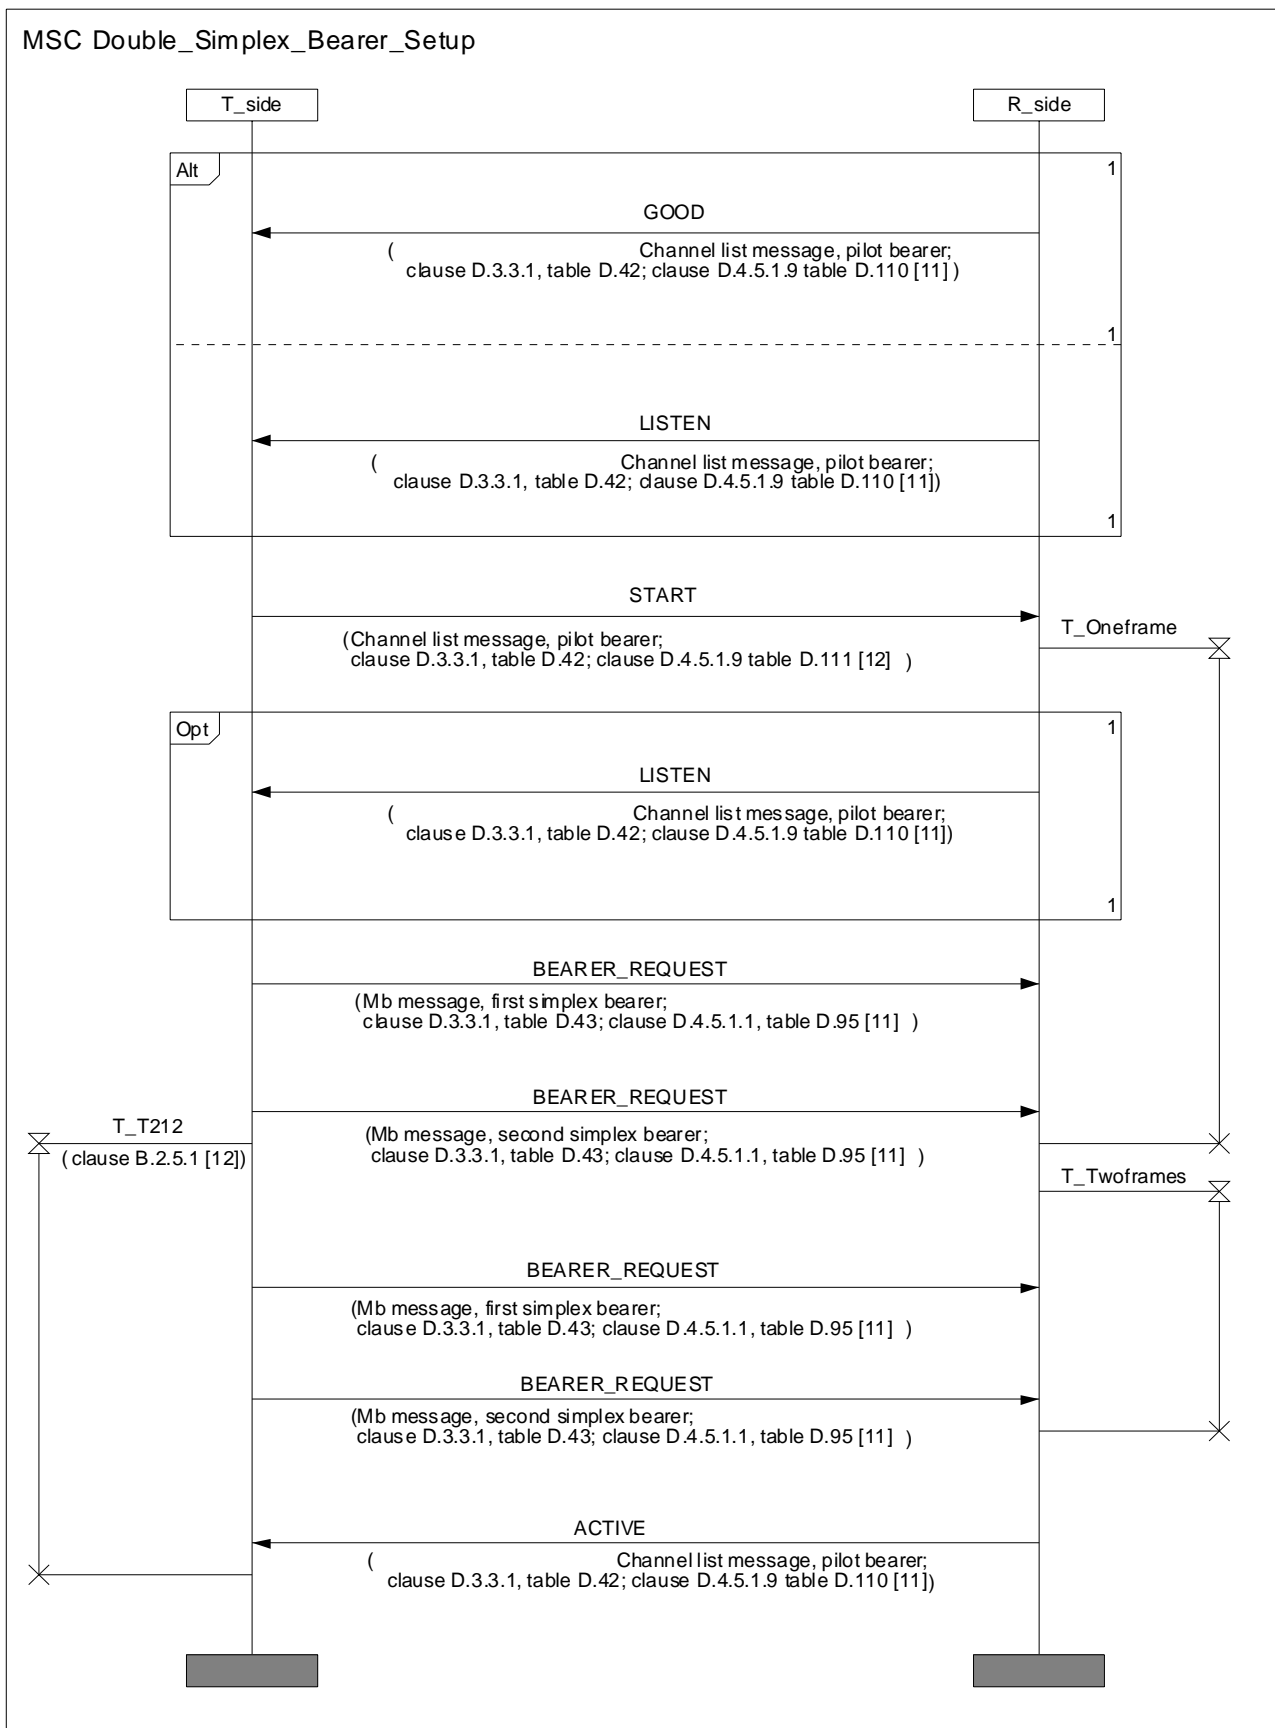 MSC Double_Simplex_Bearer_Setup
T_side
R_side
Alt
1
GOOD
( Channel list message, pilot bearer;
clause D.3.3.1, table D.42; clause D.4.5.1.9 table D.110 [11] )
1
LISTEN
( Channel list message, pilot bearer;
clause D.3.3.1, table D.42; clause D.4.5.1.9 table D.110 [11])
1
START
T_Oneframe
(Channel list message, pilot bearer;
clause D.3.3.1, table D.42; clause D.4.5.1.9 table D.111 [12] )
Opt
1
LISTEN
( Channel list message, pilot bearer;
clause D.3.3.1, table D.42; clause D.4.5.1.9 table D.110 [11])
1
BEARER_REQUEST
(Mb message, first simplex bearer;
clause D.3.3.1, table D.43; clause D.4.5.1.1, table D.95 [11] )
BEARER_REQUEST
T_T212
(Mb message, second simplex bearer;
clause D.3.3.1, table D.43; clause D.4.5.1.1, table D.95 [11] )
( clause B.2.5.1 [12])
T_Twoframes
BEARER_REQUEST
(Mb message, first simplex bearer;
clause D.3.3.1, table D.43; clause D.4.5.1.1, table D.95 [11] )
BEARER_REQUEST
(Mb message, second simplex bearer;
clause D.3.3.1, table D.43; clause D.4.5.1.1, table D.95 [11] )
ACTIVE
( Channel list message, pilot bearer;
clause D.3.3.1, table D.42; clause D.4.5.1.9 table D.110 [11])